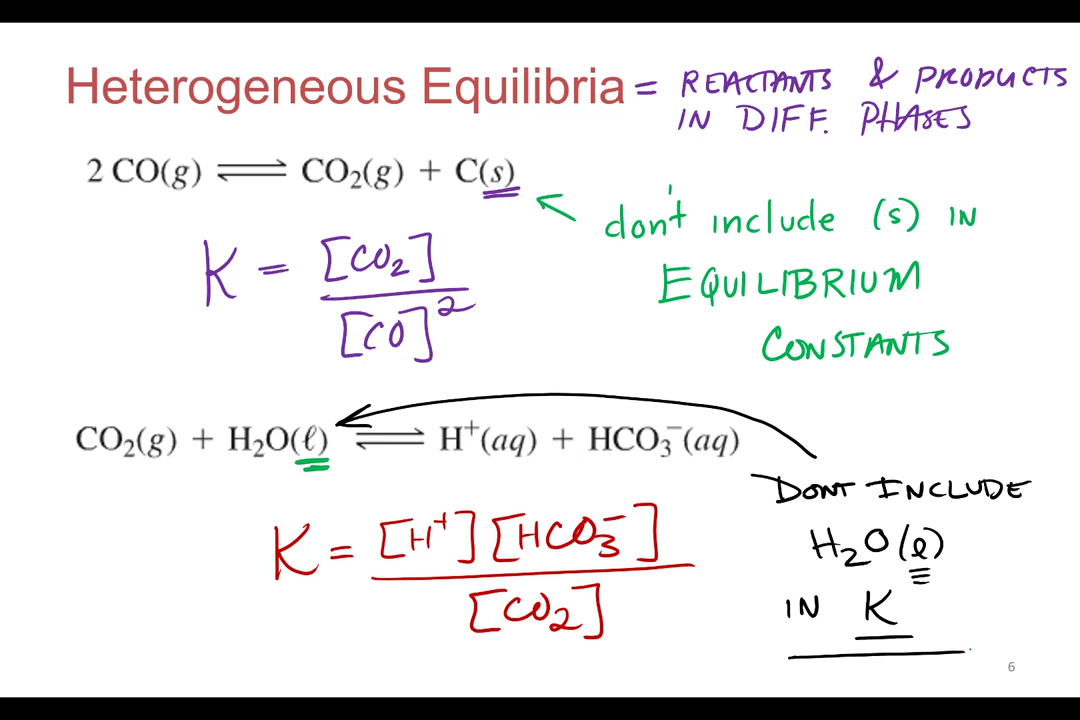 Heterogeneous Equilibria = REACTANTS & PRODUCTS
IN DIFF. PHASES
2 CO(g) ⇌ CO₂(g) + C(s)
don't include (s) IN
EQUILIBRIUM
CONSTANTS
K = [CO₂] / [CO]²
CO₂(g) + H₂O(ℓ) ⇌ H⁺(aq) + HCO₃⁻(aq)
DONT INCLUDE
H₂O(l)
IN K
K = [H⁺][HCO₃⁻] / [CO₂]
6